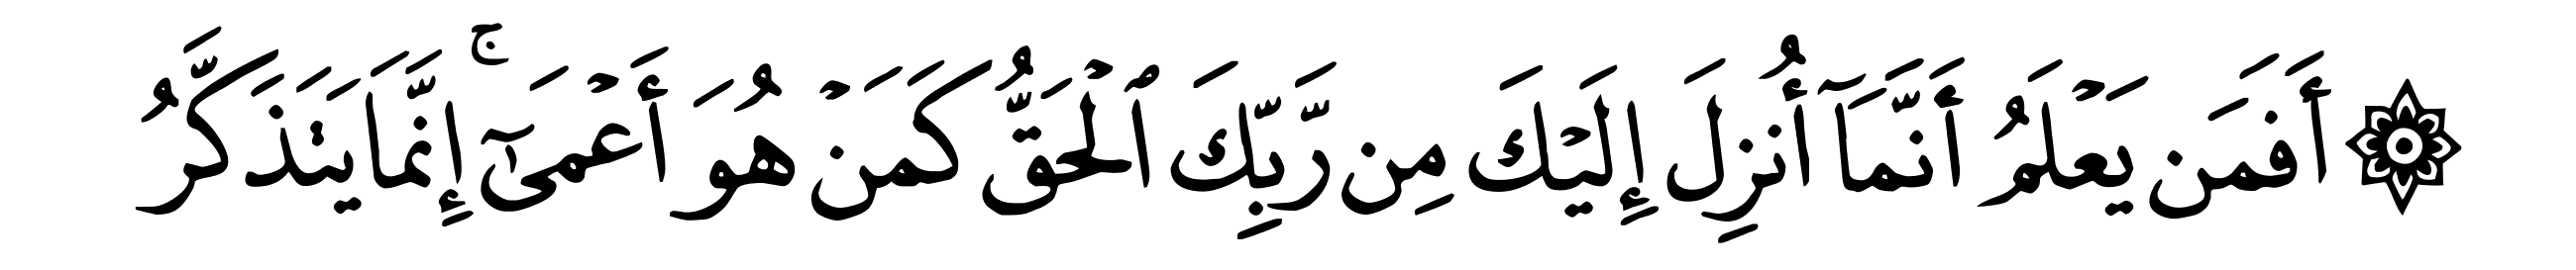 ۞ أَفَمَن يَعۡلَمُ أَنَّمَآ أُنزِلَ إِلَيۡكَ مِن رَّبِّكَ ٱلۡحَقُّ كَمَنۡ هُوَ أَعۡمَىٰٓۚ إِنَّمَا يَتَذَكَّرُ